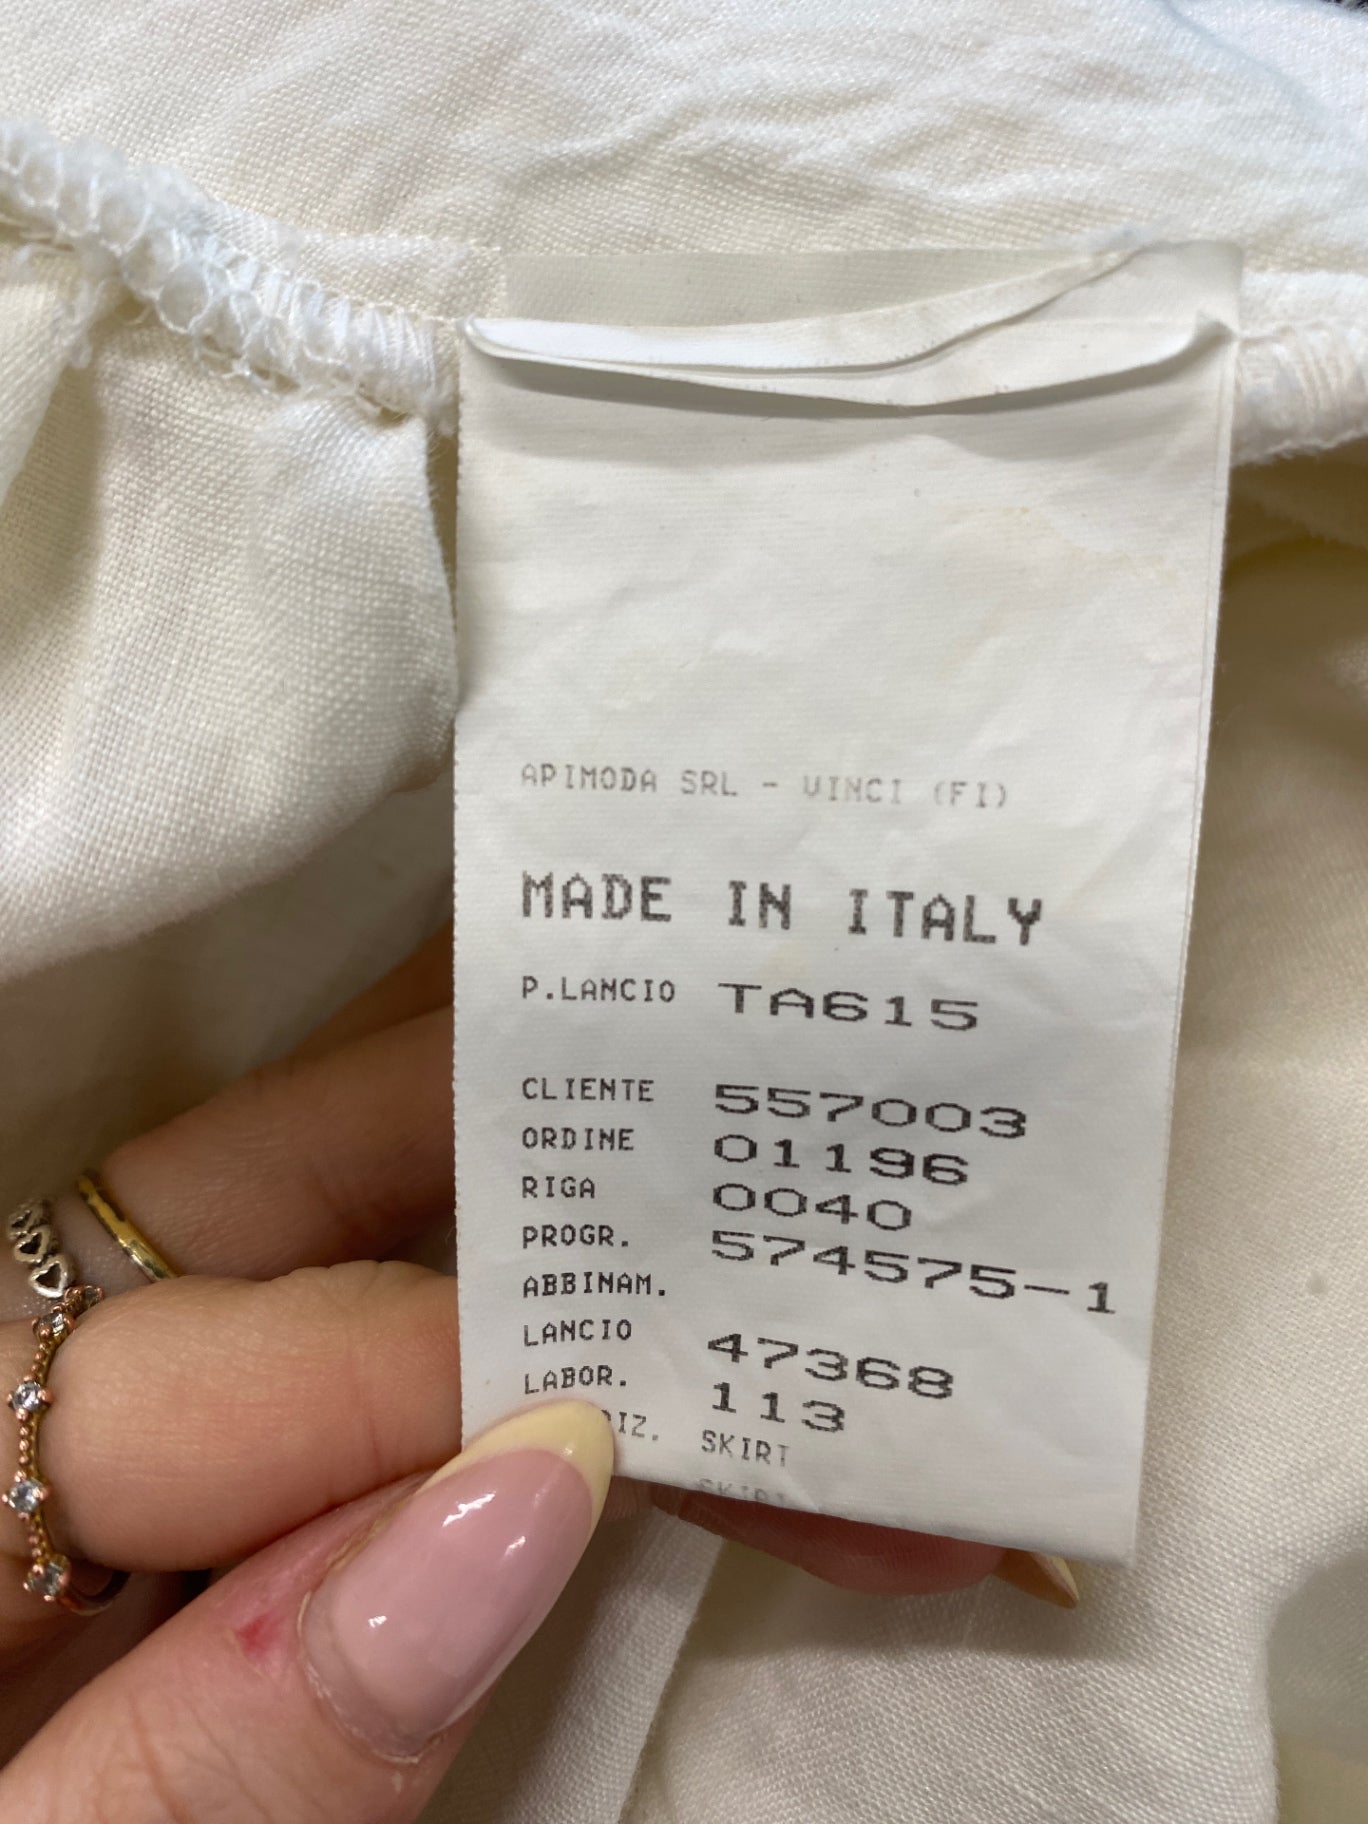 APIMODA SRL - VINCI (FI)
MADE IN ITALY
P.LANCIO TA615
CLIENTE 557003
ORDINE 01196
RIGA 0040
PROGR. 574575-1
ABBINAM.
LANCIO 47368
LABOR. 113
SKIRT
SKIRT